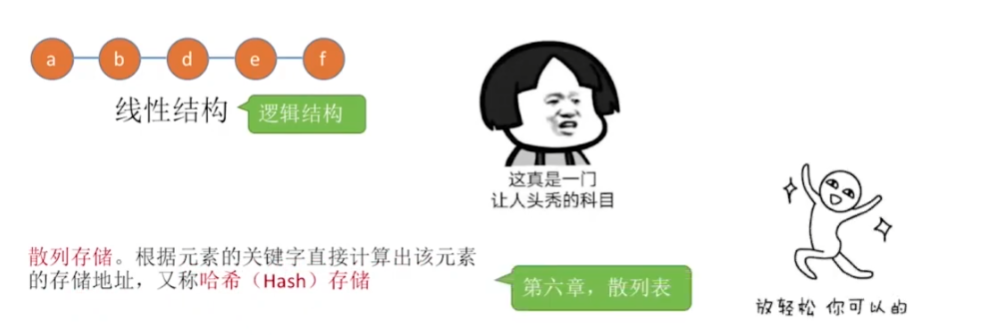 a b d e f
线性结构
逻辑结构
这真是一门
让人头秃的科目
散列存储。根据元素的关键字直接计算出该元素
的存储地址，又称哈希（Hash）存储
第六章，散列表
放轻松 你可以的